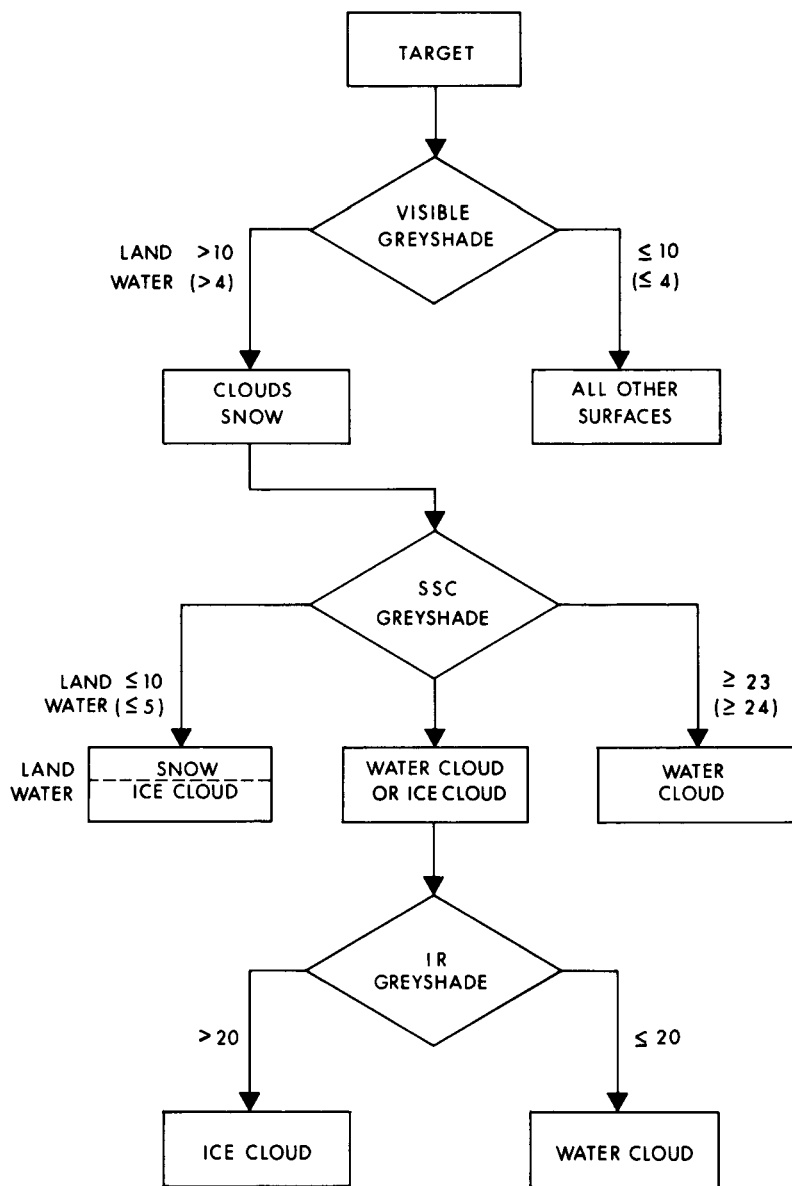 TARGET
VISIBLE
GREYSHADE
LAND >10
WATER (>4)
≤ 10
(≤ 4)
CLOUDS
SNOW
ALL OTHER
SURFACES
SSC
GREYSHADE
LAND ≤10
WATER (≤5)
≥ 23
(≥ 24)
LAND
WATER
SNOW
ICE CLOUD
WATER CLOUD
OR ICE CLOUD
WATER
CLOUD
IR
GREYSHADE
>20
≤ 20
ICE CLOUD
WATER CLOUD